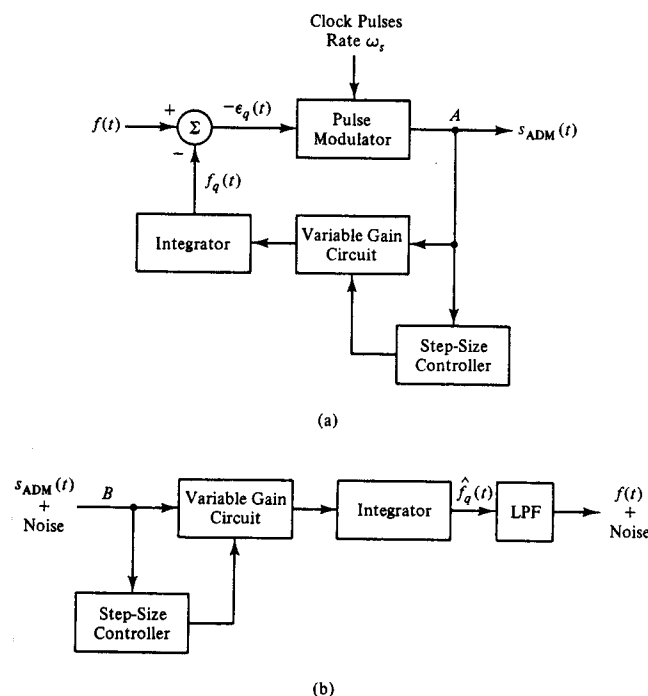 Clock Pulses
Rate ω_s
f(t)
+
Σ
−
−ϵ_q(t)
Pulse
Modulator
A
s_ADM(t)
f_q(t)
Integrator
Variable Gain
Circuit
Step-Size
Controller
(a)
s_ADM(t)
+
Noise
B
Variable Gain
Circuit
Integrator
f̂_q(t)
LPF
f(t)
+
Noise
Step-Size
Controller
(b)